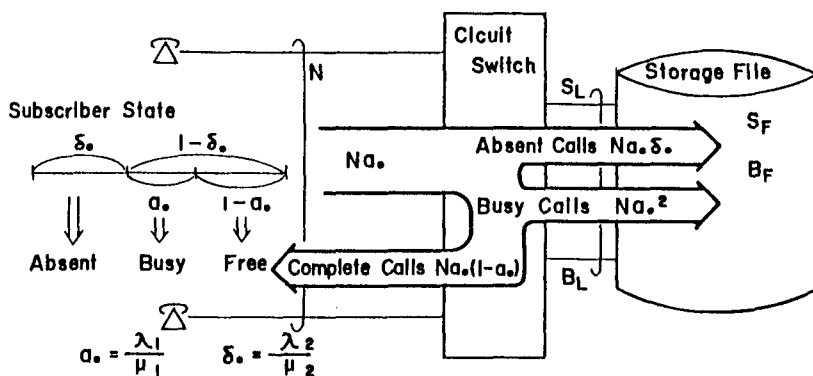 Cicuit
Switch
N
S_L
Storage File
Subscriber State
S_F
δ₀
1-δ₀
Na₀
Absent Calls Na₀δ₀
B_F
a₀
1-a₀
Busy Calls Na₀²
Absent
Busy
Free
Complete Calls Na₀(1-a₀)
B_L
a₀ = λ₁/μ₁
δ₀ = λ₂/μ₂